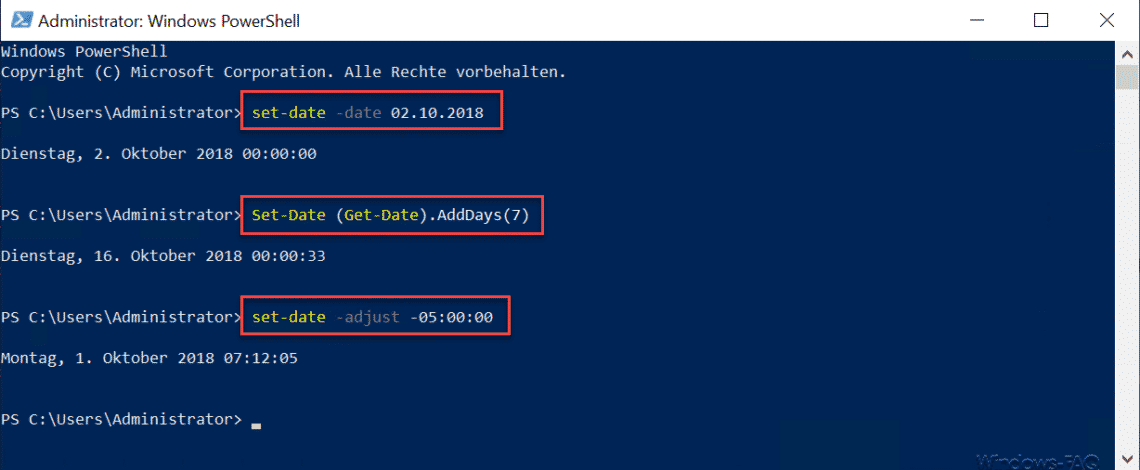 Administrator: Windows PowerShell
Windows PowerShell
Copyright (C) Microsoft Corporation. Alle Rechte vorbehalten.
PS C:\Users\Administrator> set-date -date 02.10.2018
Dienstag, 2. Oktober 2018 00:00:00
PS C:\Users\Administrator> Set-Date (Get-Date).AddDays(7)
Dienstag, 16. Oktober 2018 00:00:33
PS C:\Users\Administrator> set-date -adjust -05:00:00
Montag, 1. Oktober 2018 07:12:05
PS C:\Users\Administrator>
Windows-FAQ